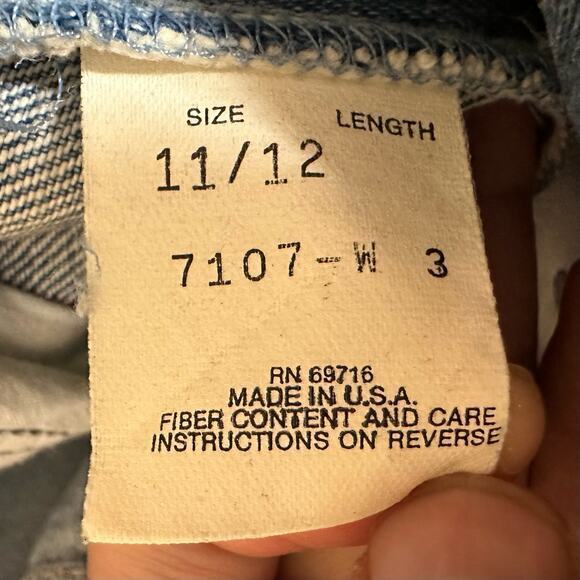 SIZE LENGTH
11/12
7107-W 3
RN 69716
MADE IN U.S.A.
FIBER CONTENT AND CARE
INSTRUCTIONS ON REVERSE